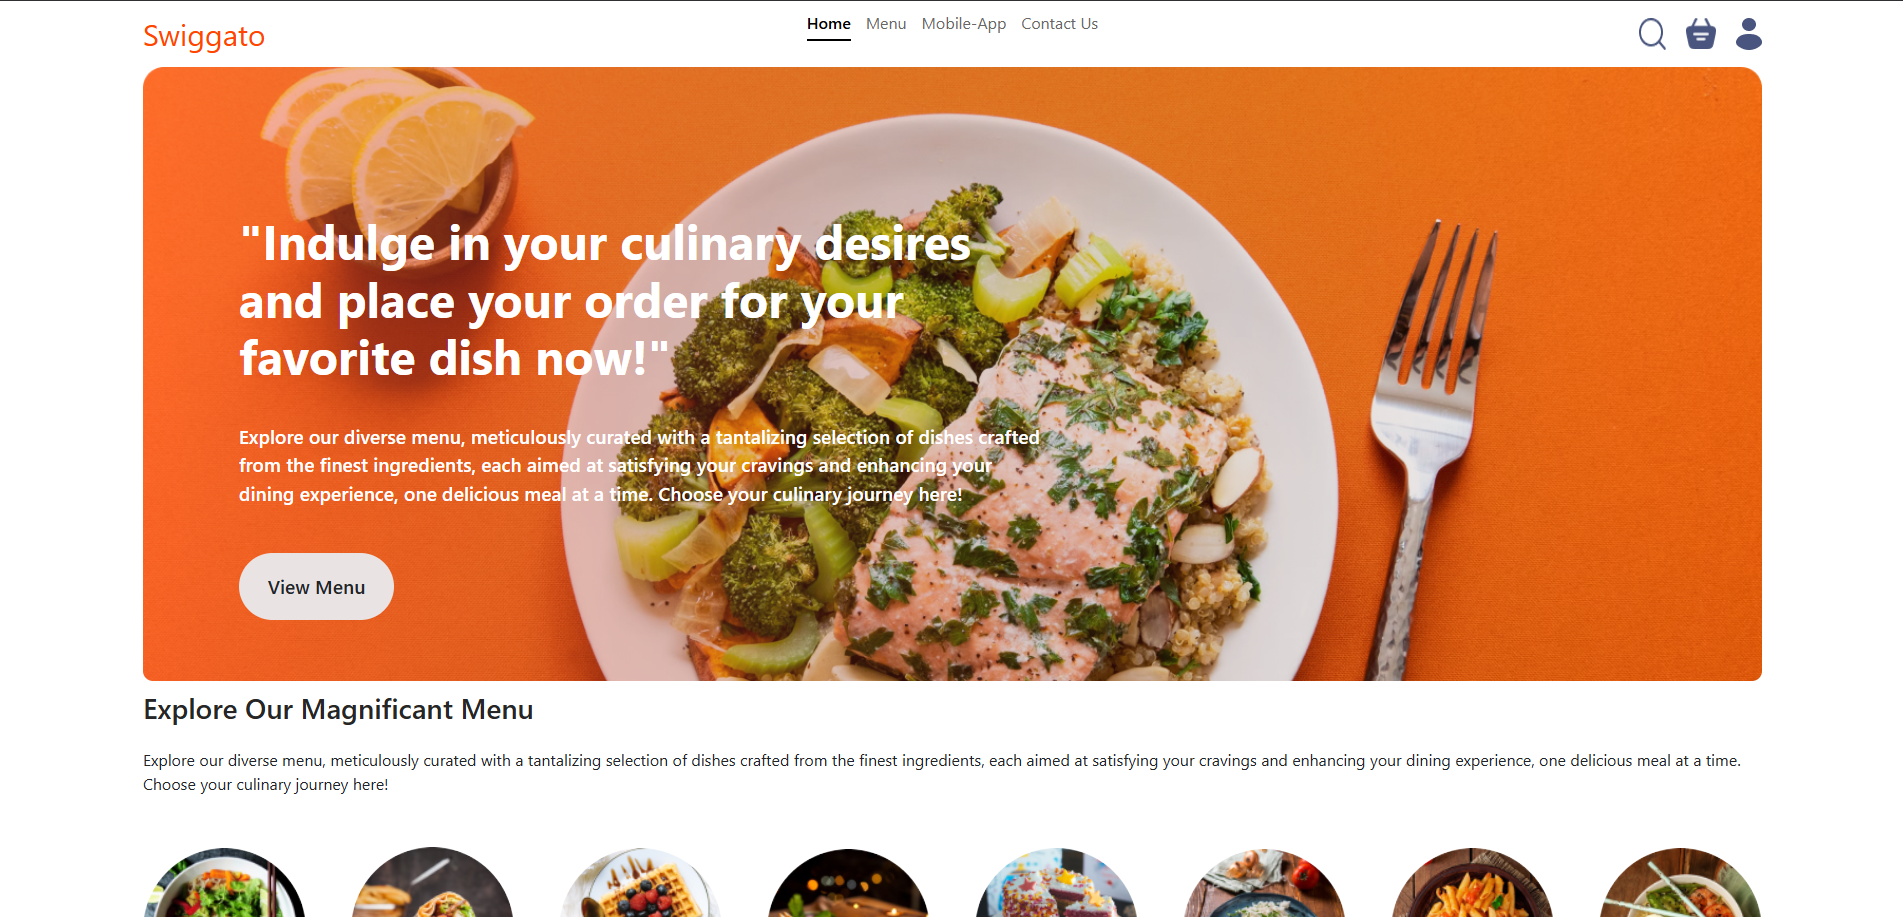 Swiggato
Home Menu Mobile-App Contact Us
"Indulge in your culinary desires
and place your order for your
favorite dish now!"
Explore our diverse menu, meticulously curated with a tantalizing selection of dishes crafted
from the finest ingredients, each aimed at satisfying your cravings and enhancing your
dining experience, one delicious meal at a time. Choose your culinary journey here!
View Menu
Explore Our Magnificant Menu
Explore our diverse menu, meticulously curated with a tantalizing selection of dishes crafted from the finest ingredients, each aimed at satisfying your cravings and enhancing your dining experience, one delicious meal at a time.
Choose your culinary journey here!